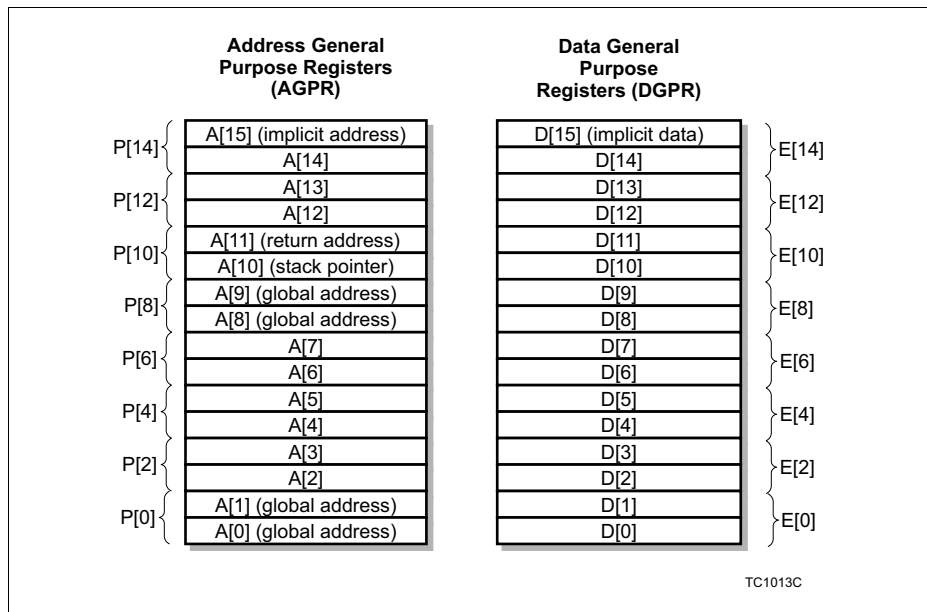 Address General
Purpose Registers
(AGPR)
Data General
Purpose
Registers (DGPR)
P[14]
A[15] (implicit address)
A[14]
D[15] (implicit data)
D[14]
E[14]
P[12]
A[13]
A[12]
D[13]
D[12]
E[12]
P[10]
A[11] (return address)
A[10] (stack pointer)
D[11]
D[10]
E[10]
P[8]
A[9] (global address)
A[8] (global address)
D[9]
D[8]
E[8]
P[6]
A[7]
A[6]
D[7]
D[6]
E[6]
P[4]
A[5]
A[4]
D[5]
D[4]
E[4]
P[2]
A[3]
A[2]
D[3]
D[2]
E[2]
P[0]
A[1] (global address)
A[0] (global address)
D[1]
D[0]
E[0]
TC1013C